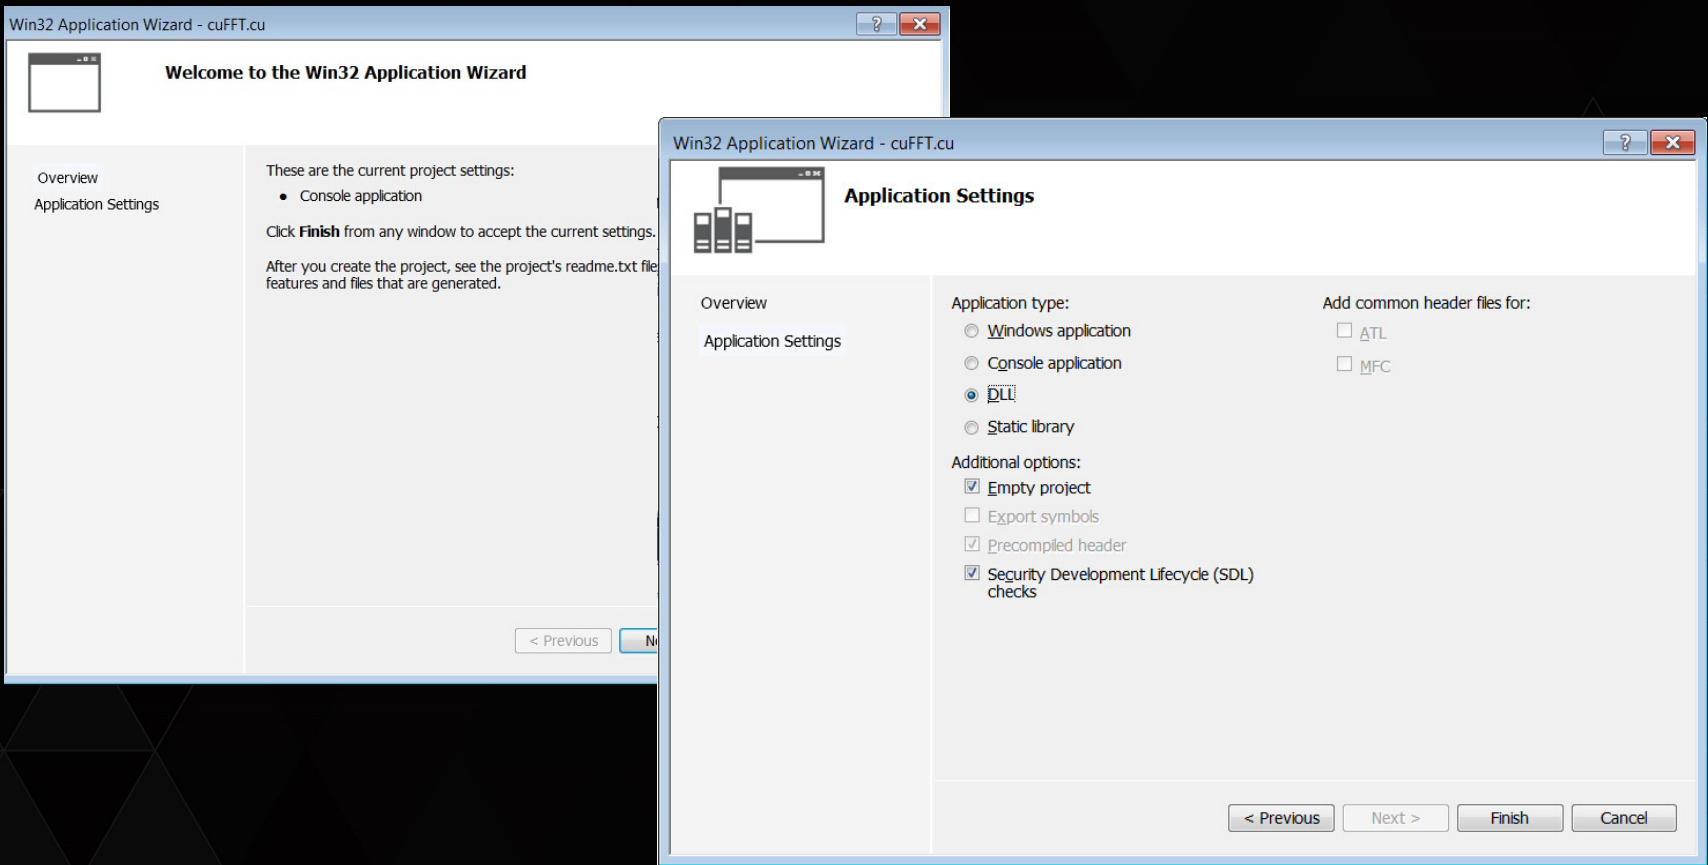 Win32 Application Wizard - cuFFT.cu
Welcome to the Win32 Application Wizard
Overview
Application Settings
These are the current project settings:
• Console application
Click Finish from any window to accept the current settings.
After you create the project, see the project's readme.txt file
features and files that are generated.
< Previous
Win32 Application Wizard - cuFFT.cu
Application Settings
Overview
Application Settings
Application type:
Windows application
Console application
DLL
Static library
Additional options:
Empty project
Export symbols
Precompiled header
Security Development Lifecycle (SDL)
checks
Add common header files for:
ATL
MFC
< Previous
Next >
Finish
Cancel